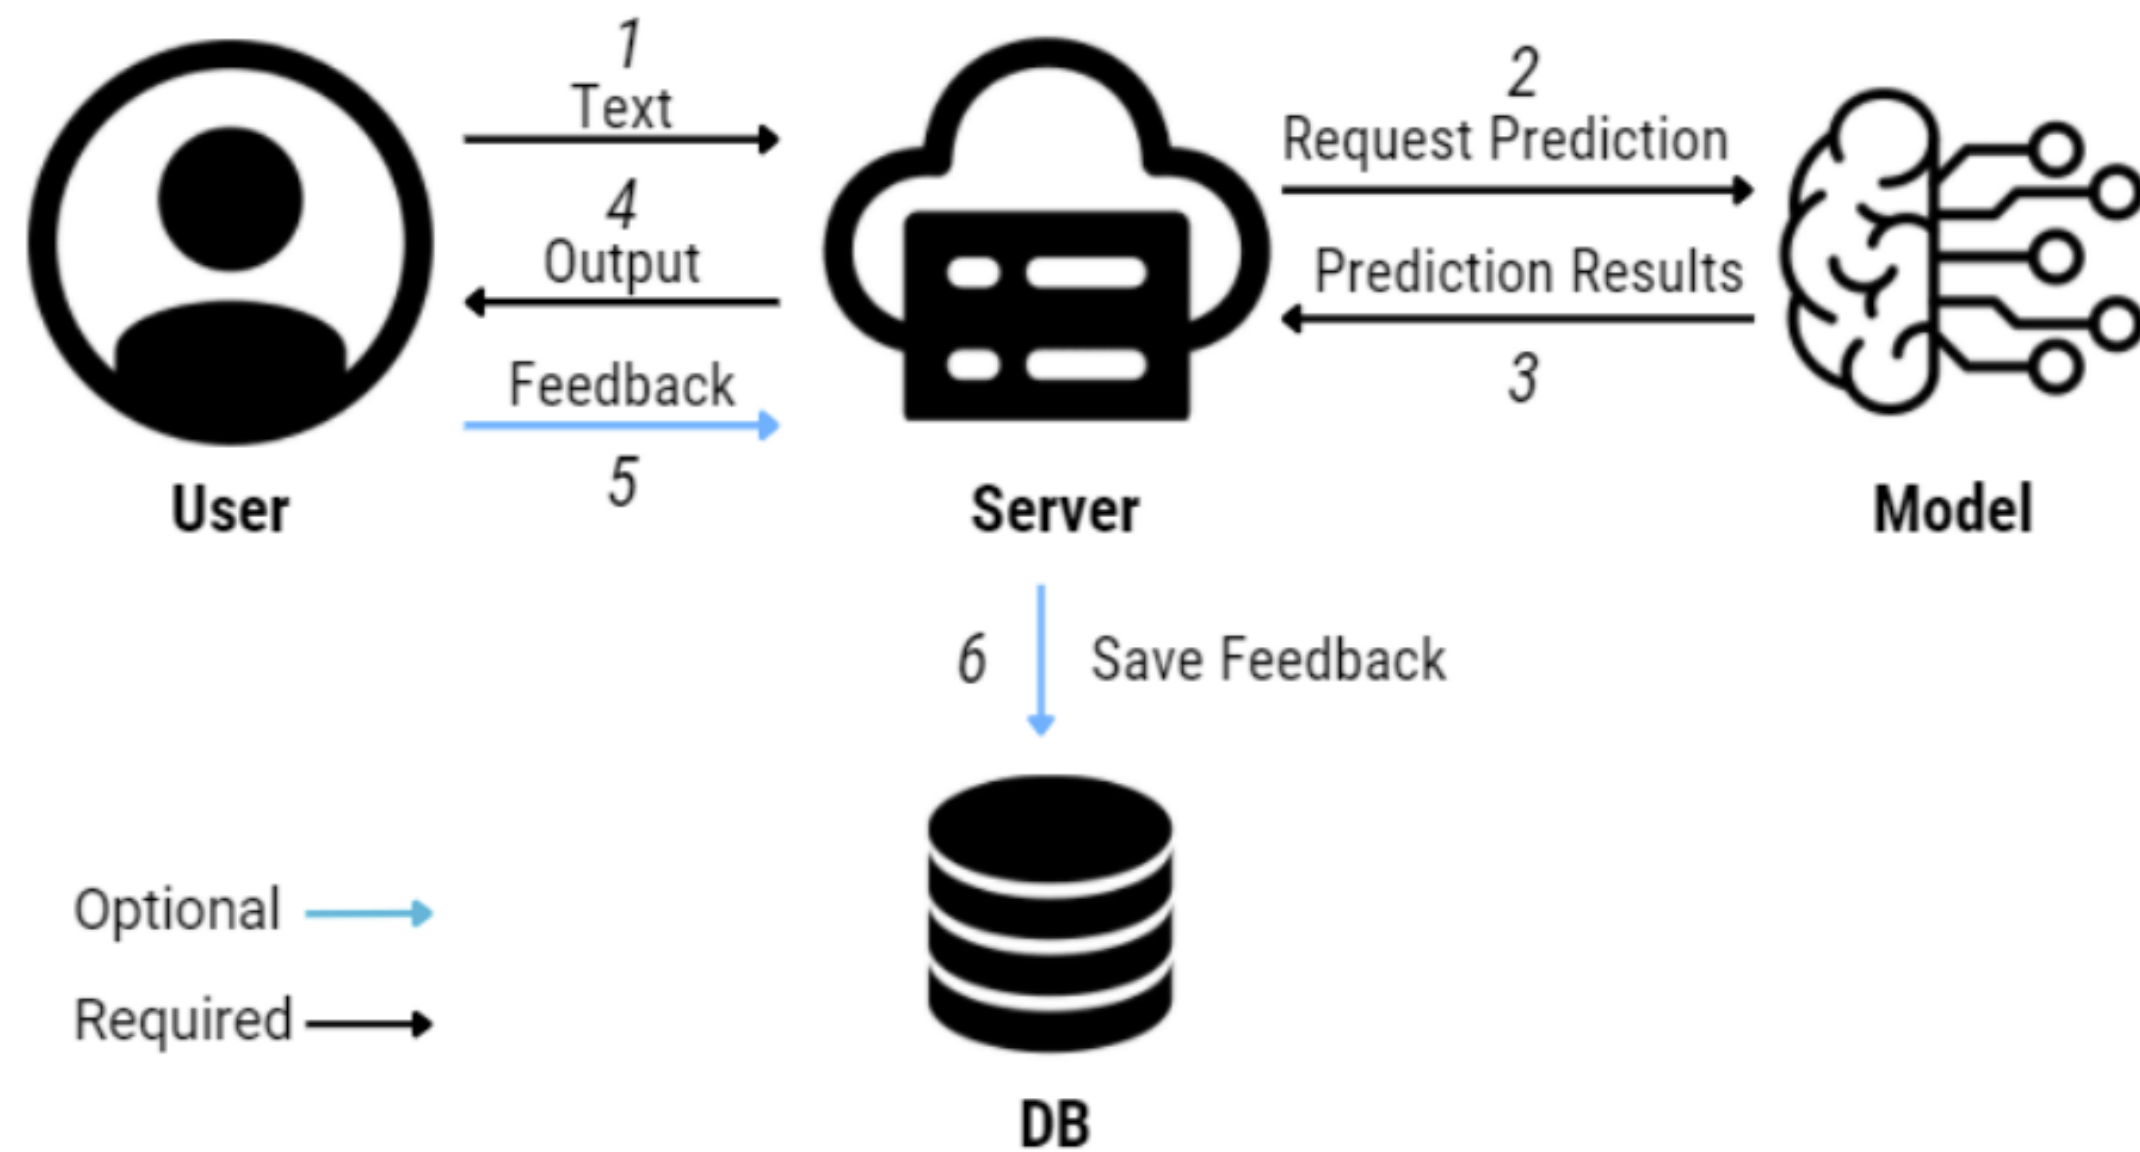 1
Text
2
Request Prediction
4
Output
Prediction Results
3
Feedback
5
User
Server
Model
6
Save Feedback
Optional
Required
DB